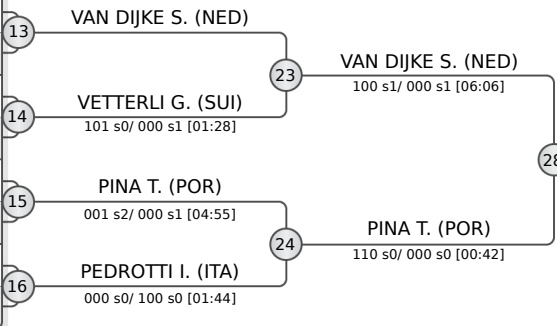 VAN DIJKE S. (NED)
13
VAN DIJKE S. (NED)
23
100 s1/ 000 s1 [06:06]
VETTERLI G. (SUI)
14
101 s0/ 000 s1 [01:28]
28
PINA T. (POR)
15
001 s2/ 000 s1 [04:55]
PINA T. (POR)
24
110 s0/ 000 s0 [00:42]
PEDROTTI I. (ITA)
16
000 s0/ 100 s0 [01:44]